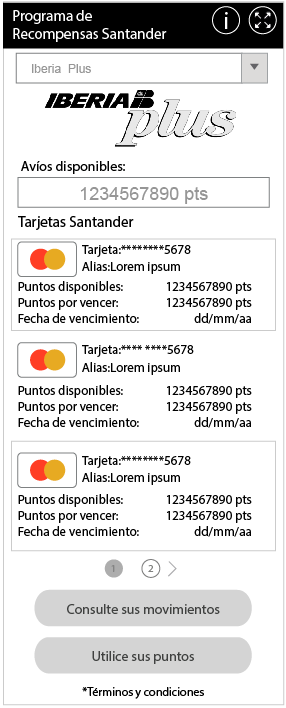 Programa de
Recompensas Santander
Iberia Plus
IBERIA
plus
Avíos disponibles:
1234567890 pts
Tarjetas Santander
Tarjeta:********5678
Alias:Lorem ipsum
Puntos disponibles: 1234567890 pts
Puntos por vencer: 1234567890 pts
Fecha de vencimiento: dd/mm/aa
Tarjeta:**** ****5678
Alias:Lorem ipsum
Puntos disponibles: 1234567890 pts
Puntos por vencer: 1234567890 pts
Fecha de vencimiento: dd/mm/aa
Tarjeta:********5678
Alias:Lorem ipsum
Puntos disponibles: 1234567890 pts
Puntos por vencer: 1234567890 pts
Fecha de vencimiento: dd/mm/aa
1 2
Consulte sus movimientos
Utilice sus puntos
*Términos y condiciones